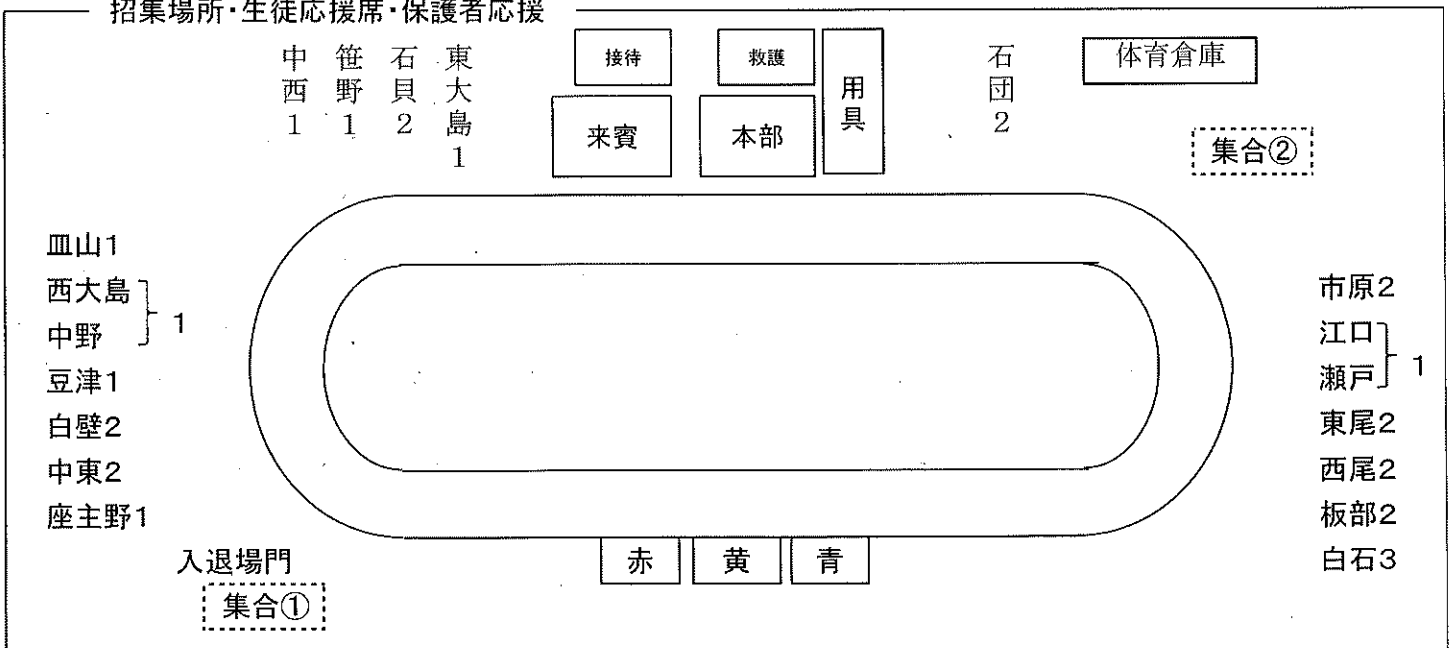 招集場所・生徒応援席・保護者応援
中西1
笹野1
石貝2
東大島1
接待
救護
用具
来賓
本部
石団2
体育倉庫
集合②
皿山1
西大島
中野
1
豆津1
白壁2
中東2
座主野1
市原2
江口
瀬戸
1
東尾2
西尾2
板部2
白石3
入退場門
集合①
赤
黄
青